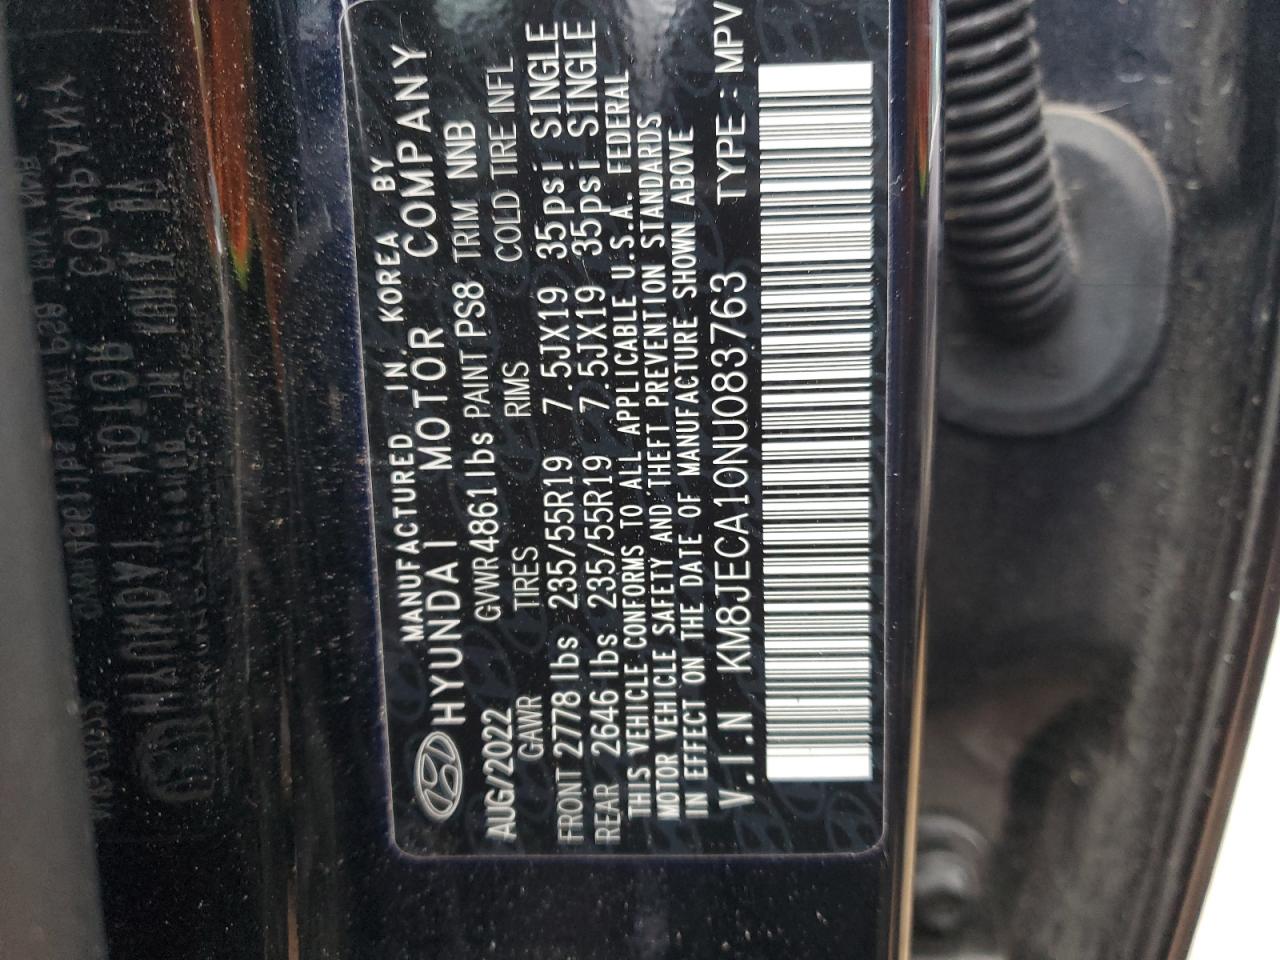 MANUFACTURED IN KOREA BY
HYUNDAI MOTOR COMPANY
AUG/2022 GVWR 4861lbs PAINT PS8 TRIM NNB
GAWR TIRES RIMS COLD TIRE INFL
FRONT 2778 lbs 235/55R19 7.5JX19 35psi SINGLE
REAR 2646 lbs 235/55R19 7.5JX19 35psi SINGLE
THIS VEHICLE CONFORMS TO ALL APPLICABLE U.S.A. FEDERAL
MOTOR VEHICLE SAFETY AND THEFT PREVENTION STANDARDS
IN EFFECT ON THE DATE OF MANUFACTURE SHOWN ABOVE
V.I.N KM8JECA10NU083763 TYPE : MPV